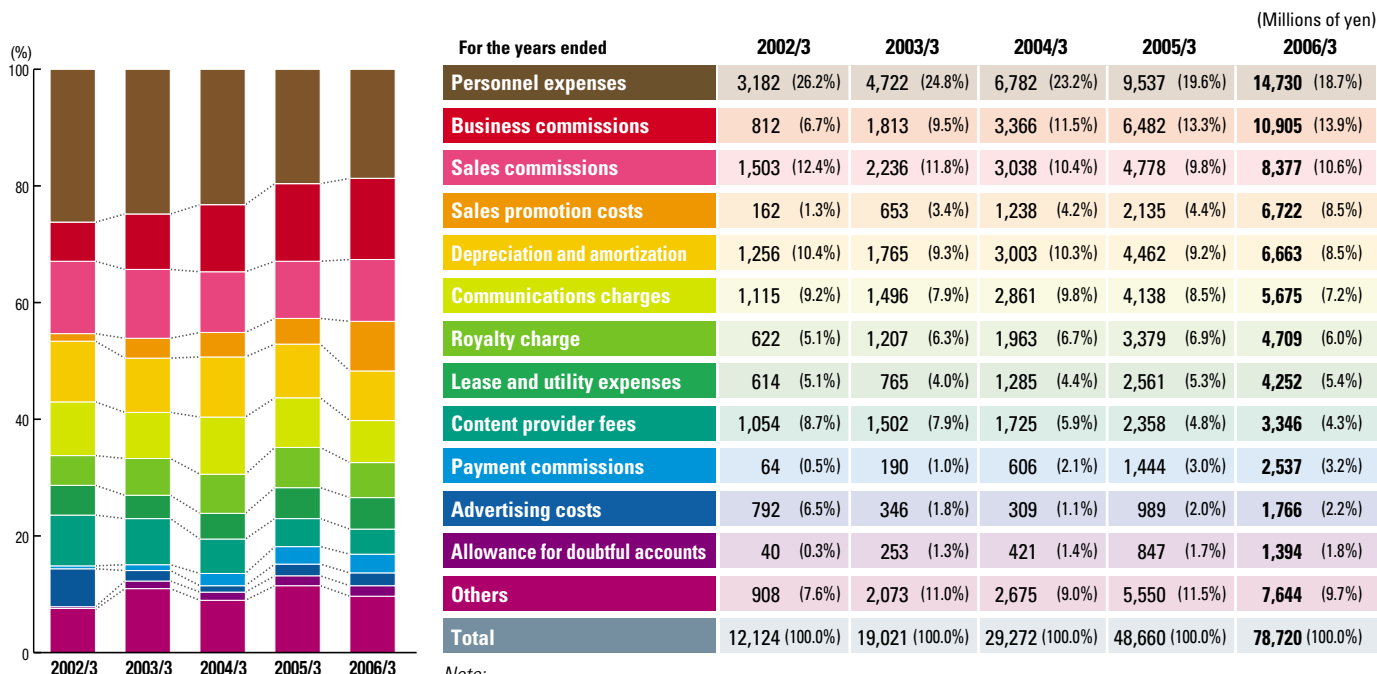 (Millions of yen)
(%)
For the years ended 2002/3 2003/3 2004/3 2005/3 2006/3
100
Personnel expenses 3,182 (26.2%) 4,722 (24.8%) 6,782 (23.2%) 9,537 (19.6%) 14,730 (18.7%)
Business commissions 812 (6.7%) 1,813 (9.5%) 3,366 (11.5%) 6,482 (13.3%) 10,905 (13.9%)
Sales commissions 1,503 (12.4%) 2,236 (11.8%) 3,038 (10.4%) 4,778 (9.8%) 8,377 (10.6%)
80
Sales promotion costs 162 (1.3%) 653 (3.4%) 1,238 (4.2%) 2,135 (4.4%) 6,722 (8.5%)
Depreciation and amortization 1,256 (10.4%) 1,765 (9.3%) 3,003 (10.3%) 4,462 (9.2%) 6,663 (8.5%)
Communications charges 1,115 (9.2%) 1,496 (7.9%) 2,861 (9.8%) 4,138 (8.5%) 5,675 (7.2%)
60
Royalty charge 622 (5.1%) 1,207 (6.3%) 1,963 (6.7%) 3,379 (6.9%) 4,709 (6.0%)
Lease and utility expenses 614 (5.1%) 765 (4.0%) 1,285 (4.4%) 2,561 (5.3%) 4,252 (5.4%)
40
Content provider fees 1,054 (8.7%) 1,502 (7.9%) 1,725 (5.9%) 2,358 (4.8%) 3,346 (4.3%)
Payment commissions 64 (0.5%) 190 (1.0%) 606 (2.1%) 1,444 (3.0%) 2,537 (3.2%)
Advertising costs 792 (6.5%) 346 (1.8%) 309 (1.1%) 989 (2.0%) 1,766 (2.2%)
20
Allowance for doubtful accounts 40 (0.3%) 253 (1.3%) 421 (1.4%) 847 (1.7%) 1,394 (1.8%)
Others 908 (7.6%) 2,073 (11.0%) 2,675 (9.0%) 5,550 (11.5%) 7,644 (9.7%)
Total 12,124 (100.0%) 19,021 (100.0%) 29,272 (100.0%) 48,660 (100.0%) 78,720 (100.0%)
0
2002/3 2003/3 2004/3 2005/3 2006/3
Note: